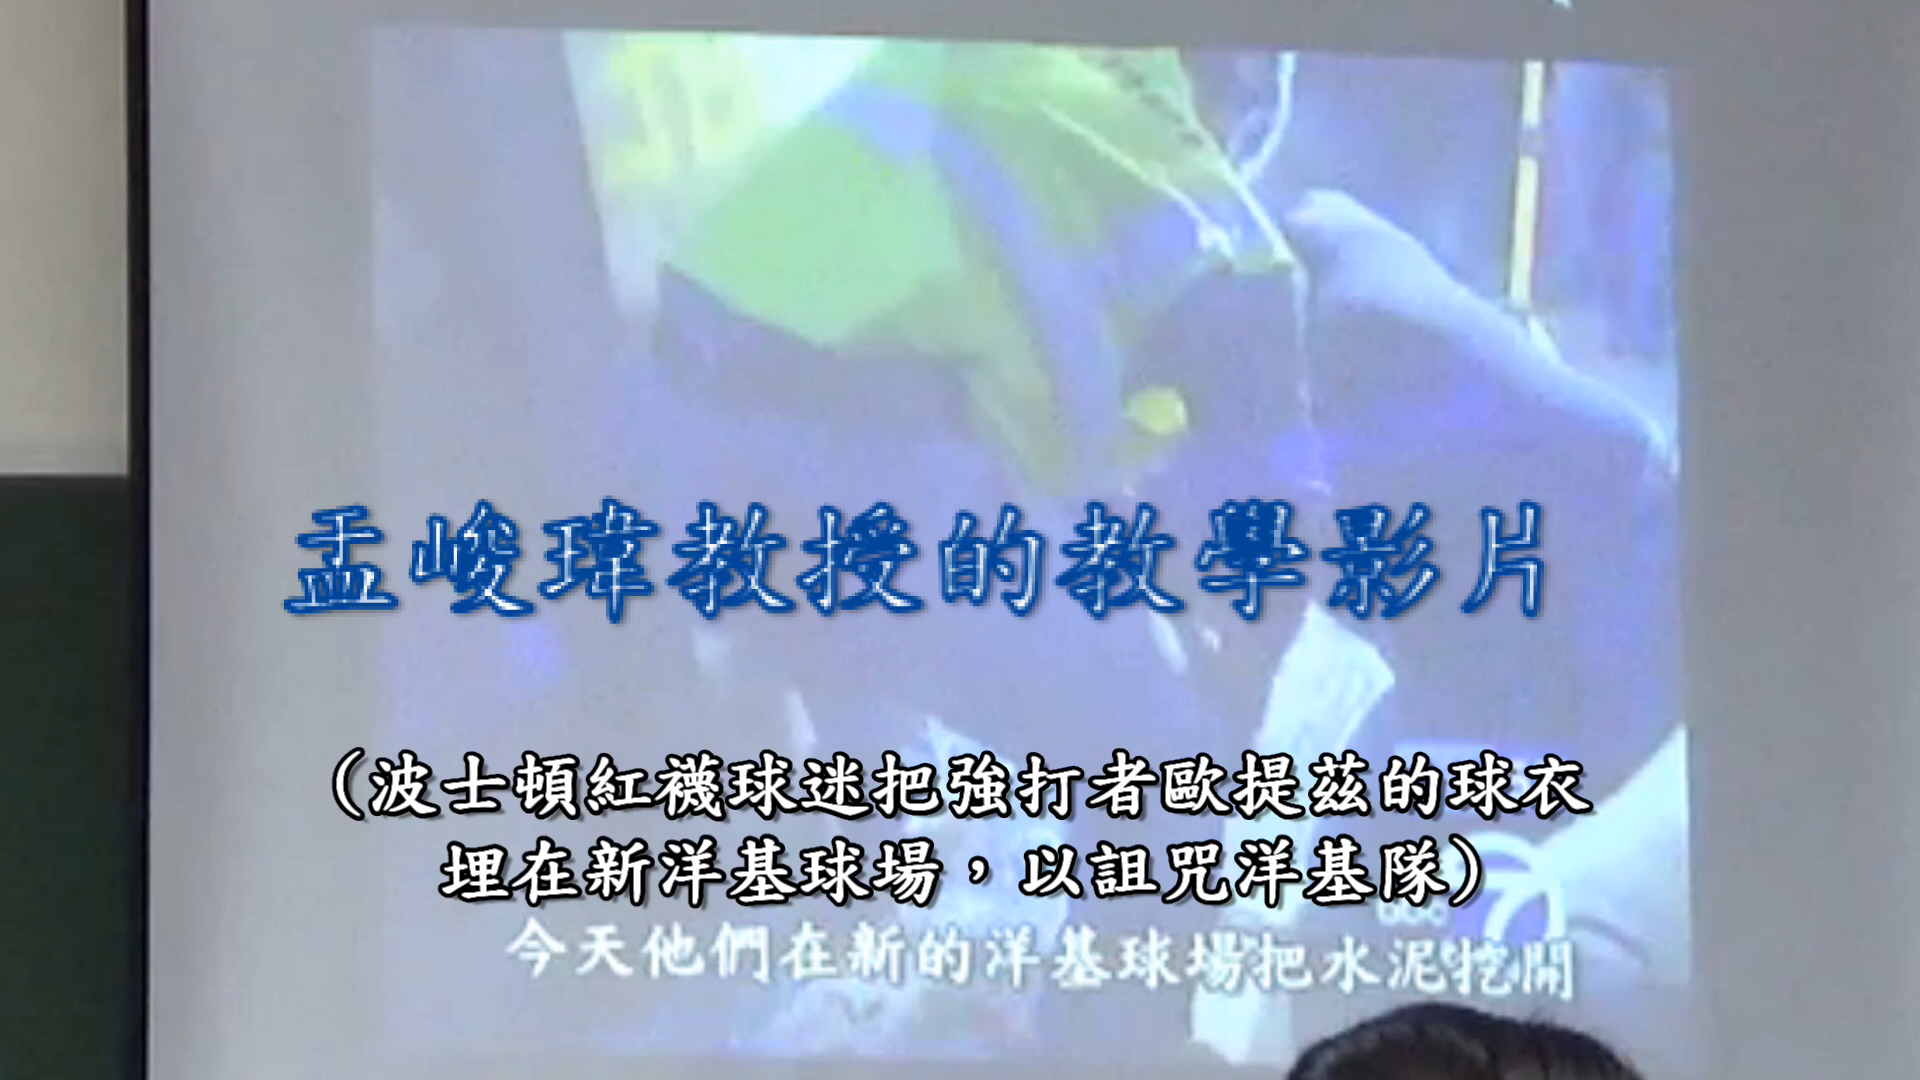 孟峻瑋教授的教學影片
（波士頓紅襪球迷把強打者歐提茲的球衣
埋在新洋基球場，以詛咒洋基隊）
今天他們在新的洋基球場把水泥挖開